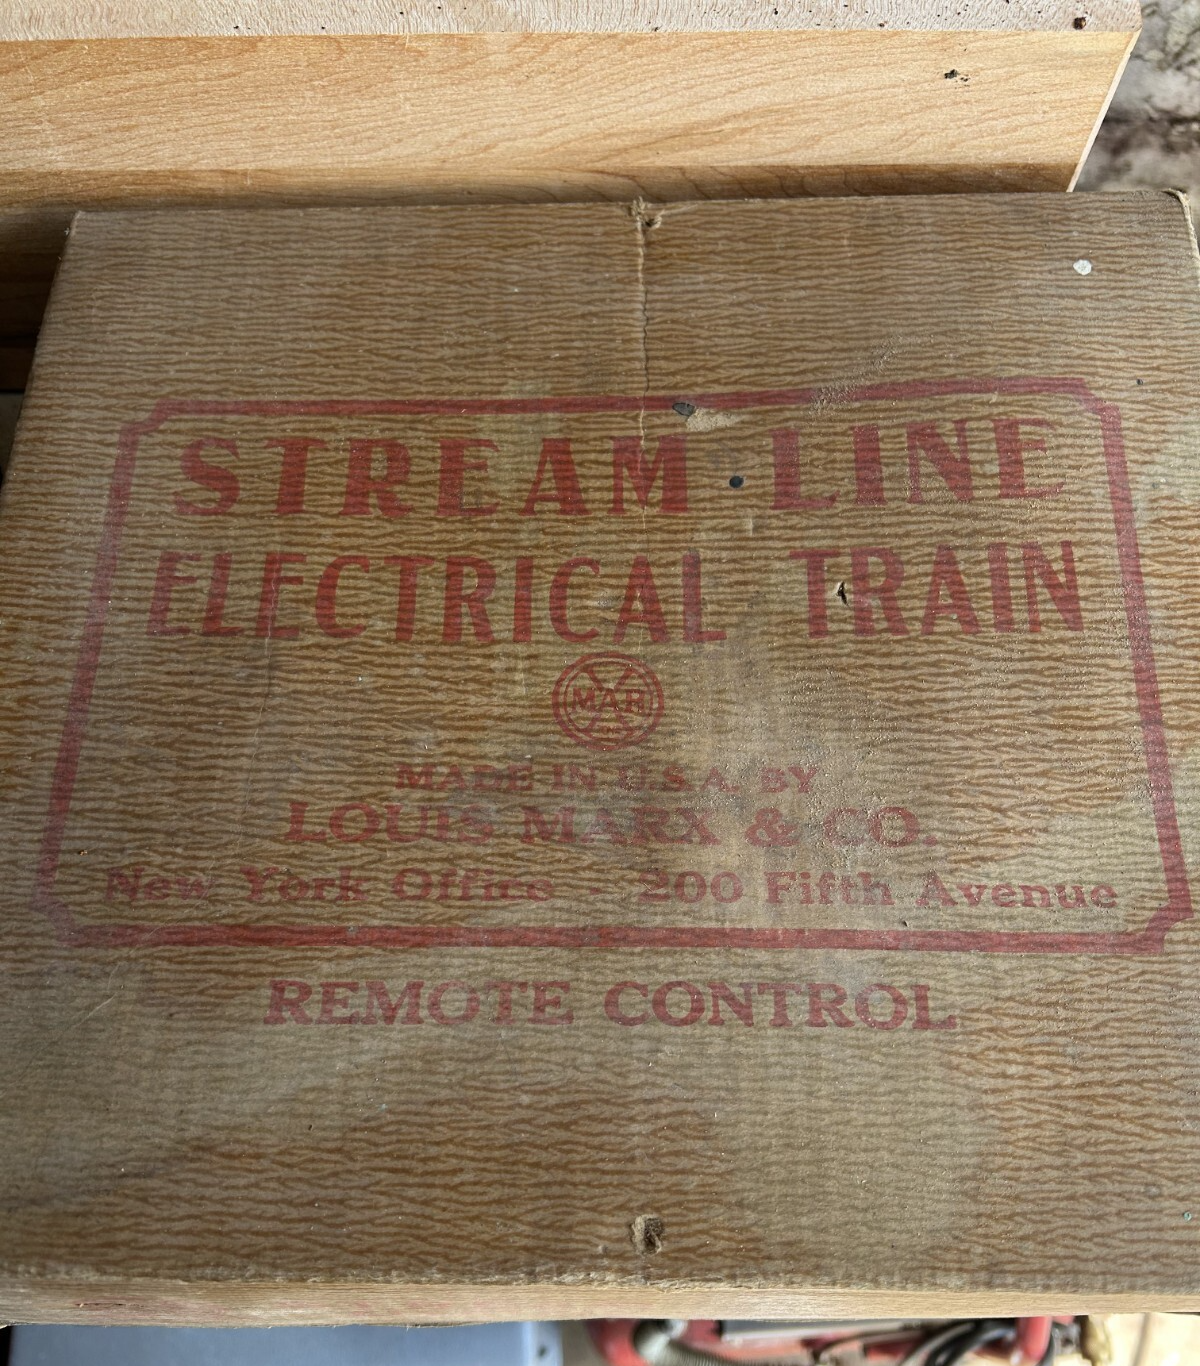 STREAM LINE
ELECTRICAL TRAIN
MAR
MADE IN U.S.A. BY
LOUIS MARX & CO.
New York Office - 200 Fifth Avenue
REMOTE CONTROL